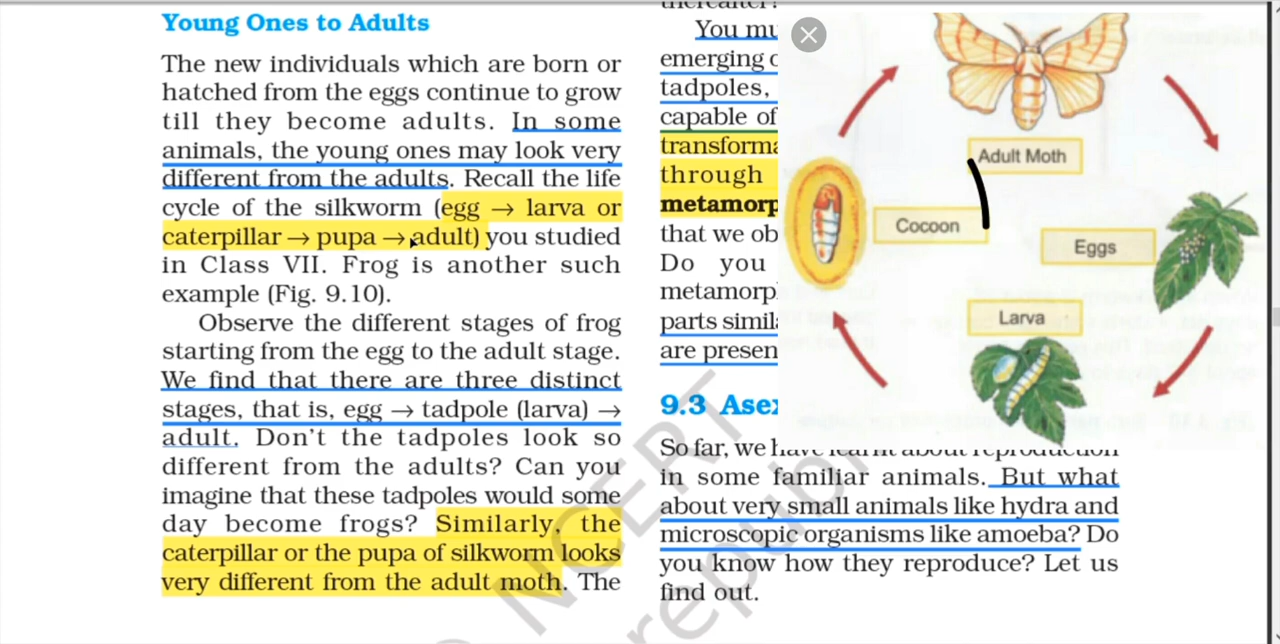 Young Ones to Adults
The new individuals which are born or
hatched from the eggs continue to grow
till they become adults. In some
animals, the young ones may look very
different from the adults. Recall the life
cycle of the silkworm (egg → larva or
caterpillar → pupa → adult) you studied
in Class VII. Frog is another such
example (Fig. 9.10).
Observe the different stages of frog
starting from the egg to the adult stage.
We find that there are three distinct
stages, that is, egg → tadpole (larva) →
adult. Don't the tadpoles look so
different from the adults? Can you
imagine that these tadpoles would some
day become frogs? Similarly, the
caterpillar or the pupa of silkworm looks
very different from the adult moth. The
You
emerging
tadpoles,
capable of
through
that we
Do you
are
9.3
So far, we have learnt about reproduction
in some familiar animals. But what
about very small animals like hydra and
microscopic organisms like amoeba? Do
you know how they reproduce? Let us
find out.
Adult Moth
Cocoon
Eggs
Larva
NCERT